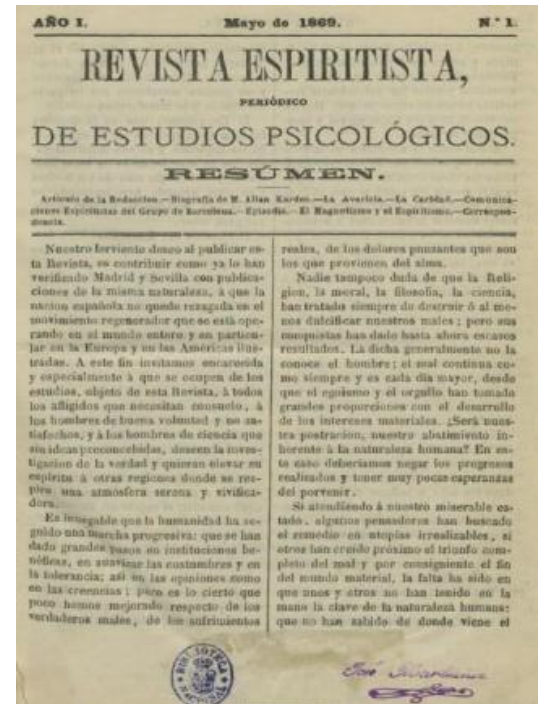 AÑO I. Mayo de 1869. N.° 1.
REVISTA ESPIRITISTA,
PERIÓDICO
DE ESTUDIOS PSICOLÓGICOS.
RESÚMEN.
Artículo de la Redaccion.—Biografía de M. Allan Kardec.—La Avaricia.—La Caridad.—Comunica-
ciones Espiritistas del Grupo de Barcelona.—Epístola.—El Magnetismo y el Espiritismo.—Correspon-
dencia.
Nuestro ferviente deseo al publicar es-
ta Revista, es contribuir como ya lo han
verificado Madrid y Sevilla con publica-
ciones de la misma naturaleza, á que la
nacion española no quede rezagada en el
movimiento regenerador que se está ope-
rando en el mundo entero y en particu-
lar en la Europa y en las Américas ilus-
tradas. A este fin invitamos encarecida
y especialmente á que se ocupen de los
estudios, objeto de esta Revista, á todos
los afligidos que necesitan consuelo, á
los hombres de buena voluntad y no sa-
tisfechos, y á los hombres de ciencia que
sin ideas preconcebidas, deseen la inves-
tigacion de la verdad y quieran elevar su
espíritu á otras regiones donde se res-
pira una atmósfera serena y vivifica-
dora.
Es innegable que la humanidad ha se-
guido una marcha progresiva: que se han
dado grandes pasos en instituciones be-
néficas, en suavizar las costumbres y en
la tolerancia; así en las opiniones como
en las creencias; pero es lo cierto que
poco hemos mejorado respecto de los
verdaderos males, de los sufrimientos
reales, de los dolores punzantes que son
los que provienen del alma.
Nadie tampoco duda de que la Reli-
gion, la moral, la filosofía, la ciencia,
han tratado siempre de destruir ó al me-
nos dulcificar nuestros males; pero sus
conquistas han dado hasta ahora escasos
resultados. La dicha generalmente no la
conoce el hombre; el mal continua co-
mo siempre y es cada dia mayor, desde
que el egoismo y el orgullo han tomado
grandes proporciones con el desarrollo
de los intereses materiales. ¿Será nues-
tra postracion, nuestro abatimiento in-
herente á la naturaleza humana? En es-
te caso deberíamos negar los progresos
realizados y tener muy pocas esperanzas
del porvenir.
Si atendiendo á nuestro miserable es-
tado, algunos pensadores han buscado
el remedio en utopias irrealizables, si
otros han creido próximo el triunfo com-
pleto del mal y por consiguiente el fin
del mundo material, la falta ha sido en
que unos y otros no han tenido en la
mano la clave de la naturaleza humana:
que no han sabido de donde viene el
BIBLIOTECA
NACIONAL
José